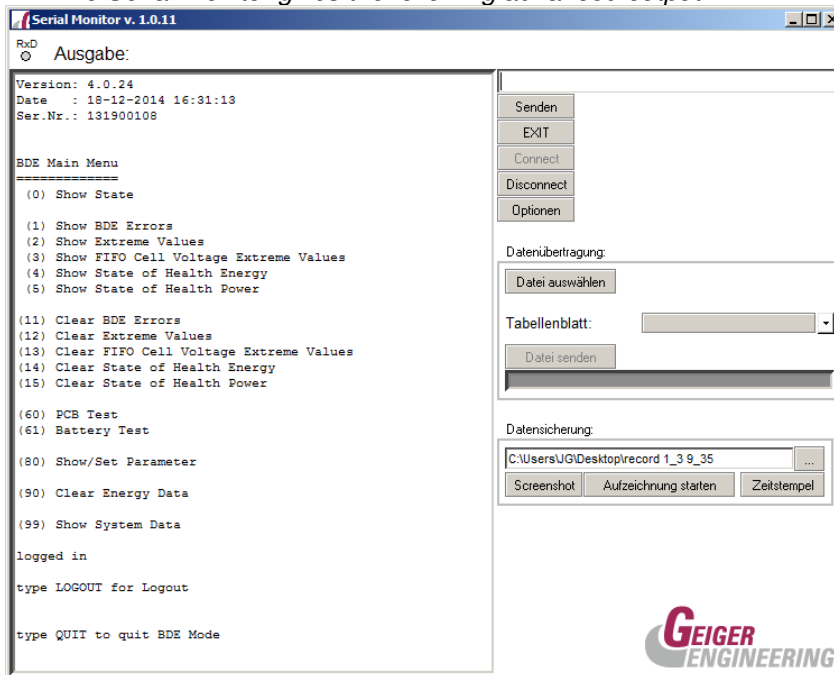 Serial Monitor v. 1.0.11
RxD
Ausgabe:
Version: 4.0.24
Date : 18-12-2014 16:31:13
Ser.Nr.: 131900108
BDE Main Menu
=============
(0) Show State
(1) Show BDE Errors
(2) Show Extreme Values
(3) Show FIFO Cell Voltage Extreme Values
(4) Show State of Health Energy
(5) Show State of Health Power
(11) Clear BDE Errors
(12) Clear Extreme Values
(13) Clear FIFO Cell Voltage Extreme Values
(14) Clear State of Health Energy
(15) Clear State of Health Power
(60) PCB Test
(61) Battery Test
(80) Show/Set Parameter
(90) Clear Energy Data
(99) Show System Data
logged in
type LOGOUT for Logout
type QUIT to quit BDE Mode
Senden
EXIT
Connect
Disconnect
Optionen
Datenübertragung:
Datei auswählen
Tabellenblatt:
Datei senden
Datensicherung:
C:\Users\JG\Desktop\record 1_3 9_35
...
Screenshot Aufzeichnung starten Zeitstempel
GEIGER
ENGINEERING